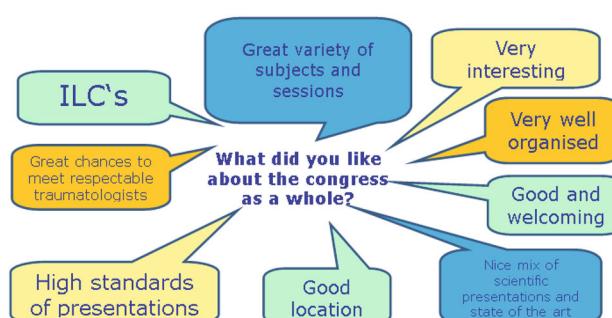 Great variety of
subjects and
sessions
Very
interesting
ILC's
Very well
organised
Great chances to
meet respectable
traumatologists
What did you like
about the congress
as a whole?
Good and
welcoming
High standards
of presentations
Good
location
Nice mix of
scientific
presentations and
state of the art